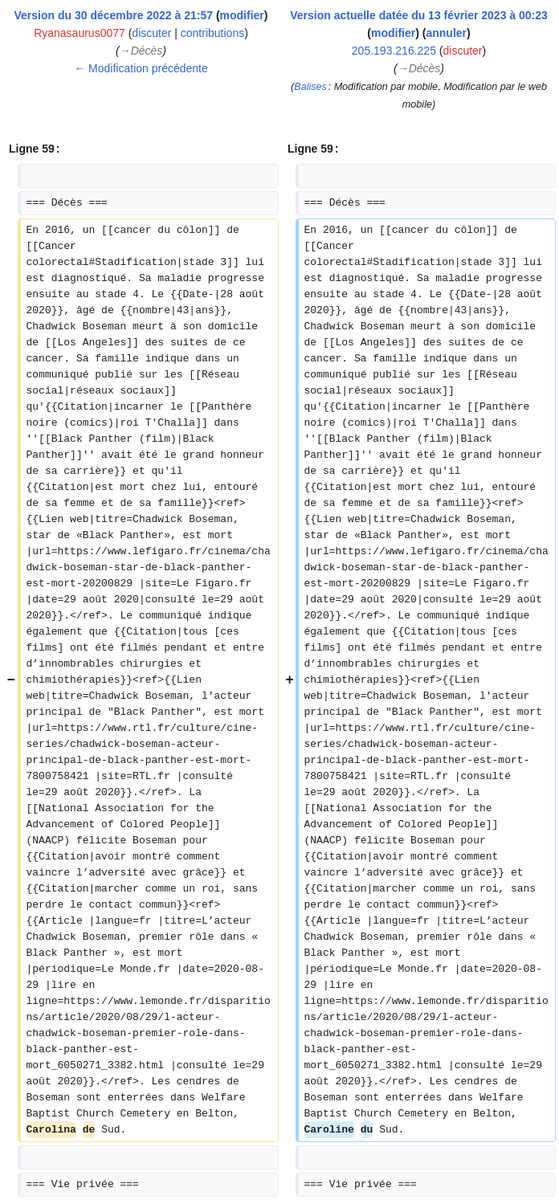 Version du 30 décembre 2022 à 21:57 (modifier)
Ryanasaurus0077 (discuter | contributions)
(→Décès)
← Modification précédente
Version actuelle datée du 13 février 2023 à 00:23
(modifier) (annuler)
205.193.216.225 (discuter)
(→Décès)
(Balises : Modification par mobile, Modification par le web
mobile)
Ligne 59 :
=== Décès ===
−
En 2016, un [[cancer du côlon]] de
[[Cancer
colorectal#Stadification|stade 3]] lui
est diagnostiqué. Sa maladie progresse
ensuite au stade 4. Le {{Date-|28 août
2020}}, âgé de {{nombre|43|ans}},
Chadwick Boseman meurt à son domicile
de [[Los Angeles]] des suites de ce
cancer. Sa famille indique dans un
communiqué publié sur les [[Réseau
social|réseaux sociaux]]
qu'{{Citation|incarner le [[Panthère
noire (comics)|roi T'Challa]] dans
''[[Black Panther (film)|Black
Panther]]'' avait été le grand honneur
de sa carrière}} et qu'il
{{Citation|est mort chez lui, entouré
de sa femme et de sa famille}}<ref>
{{Lien web|titre=Chadwick Boseman,
star de «Black Panther», est mort
|url=https://www.lefigaro.fr/cinema/cha
dwick-boseman-star-de-black-panther-
est-mort-20200829 |site=Le Figaro.fr
|date=29 août 2020|consulté le=29 août
2020}}.</ref>. Le communiqué indique
également que {{Citation|tous [ces
films] ont été filmés pendant et entre
d’innombrables chirurgies et
chimiothérapies}}<ref>{{Lien
web|titre=Chadwick Boseman, l'acteur
principal de "Black Panther", est mort
|url=https://www.rtl.fr/culture/cine-
series/chadwick-boseman-acteur-
principal-de-black-panther-est-mort-
7800758421 |site=RTL.fr |consulté
le=29 août 2020}}.</ref>. La
[[National Association for the
Advancement of Colored People]]
(NAACP) félicite Boseman pour
{{Citation|avoir montré comment
vaincre l’adversité avec grâce}} et
{{Citation|marcher comme un roi, sans
perdre le contact commun}}<ref>
{{Article |langue=fr |titre=L’acteur
Chadwick Boseman, premier rôle dans «
Black Panther », est mort
|périodique=Le Monde.fr |date=2020-08-
29 |lire en
ligne=https://www.lemonde.fr/disparitio
ns/article/2020/08/29/l-acteur-
chadwick-boseman-premier-role-dans-
black-panther-est-
mort_6050271_3382.html |consulté le=29
août 2020}}.</ref>. Les cendres de
Boseman sont enterrées dans Welfare
Baptist Church Cemetery en Belton,
Carolina de Sud.
=== Vie privée ===
Ligne 59 :
=== Décès ===
+
En 2016, un [[cancer du côlon]] de
[[Cancer
colorectal#Stadification|stade 3]] lui
est diagnostiqué. Sa maladie progresse
ensuite au stade 4. Le {{Date-|28 août
2020}}, âgé de {{nombre|43|ans}},
Chadwick Boseman meurt à son domicile
de [[Los Angeles]] des suites de ce
cancer. Sa famille indique dans un
communiqué publié sur les [[Réseau
social|réseaux sociaux]]
qu'{{Citation|incarner le [[Panthère
noire (comics)|roi T'Challa]] dans
''[[Black Panther (film)|Black
Panther]]'' avait été le grand honneur
de sa carrière}} et qu'il
{{Citation|est mort chez lui, entouré
de sa femme et de sa famille}}<ref>
{{Lien web|titre=Chadwick Boseman,
star de «Black Panther», est mort
|url=https://www.lefigaro.fr/cinema/cha
dwick-boseman-star-de-black-panther-
est-mort-20200829 |site=Le Figaro.fr
|date=29 août 2020|consulté le=29 août
2020}}.</ref>. Le communiqué indique
également que {{Citation|tous [ces
films] ont été filmés pendant et entre
d’innombrables chirurgies et
chimiothérapies}}<ref>{{Lien
web|titre=Chadwick Boseman, l'acteur
principal de "Black Panther", est mort
|url=https://www.rtl.fr/culture/cine-
series/chadwick-boseman-acteur-
principal-de-black-panther-est-mort-
7800758421 |site=RTL.fr |consulté
le=29 août 2020}}.</ref>. La
[[National Association for the
Advancement of Colored People]]
(NAACP) félicite Boseman pour
{{Citation|avoir montré comment
vaincre l’adversité avec grâce}} et
{{Citation|marcher comme un roi, sans
perdre le contact commun}}<ref>
{{Article |langue=fr |titre=L’acteur
Chadwick Boseman, premier rôle dans «
Black Panther », est mort
|périodique=Le Monde.fr |date=2020-08-
29 |lire en
ligne=https://www.lemonde.fr/disparitio
ns/article/2020/08/29/l-acteur-
chadwick-boseman-premier-role-dans-
black-panther-est-
mort_6050271_3382.html |consulté le=29
août 2020}}.</ref>. Les cendres de
Boseman sont enterrées dans Welfare
Baptist Church Cemetery en Belton,
Caroline du Sud.
=== Vie privée ===